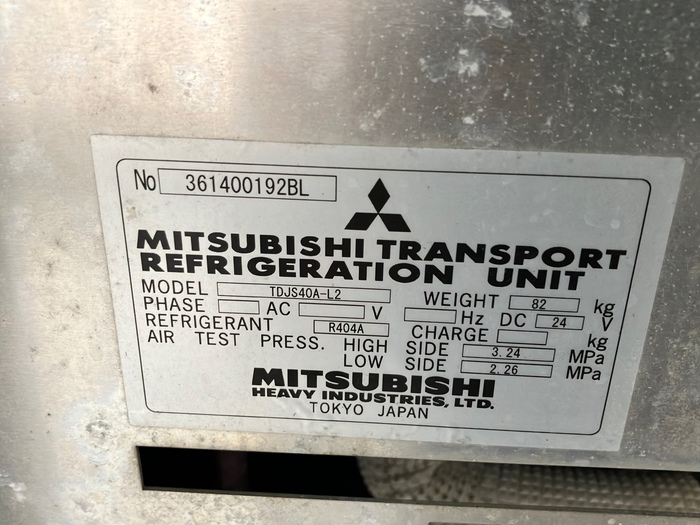 No 361400192BL
MITSUBISHI TRANSPORT
REFRIGERATION UNIT
MODEL TDJS40A-L2 WEIGHT 82 kg
PHASE AC V Hz DC 24 V
REFRIGERANT R404A CHARGE kg
AIR TEST PRESS. HIGH SIDE 3.24 MPa
LOW SIDE 2.26 MPa
MITSUBISHI
HEAVY INDUSTRIES, LTD.
TOKYO JAPAN